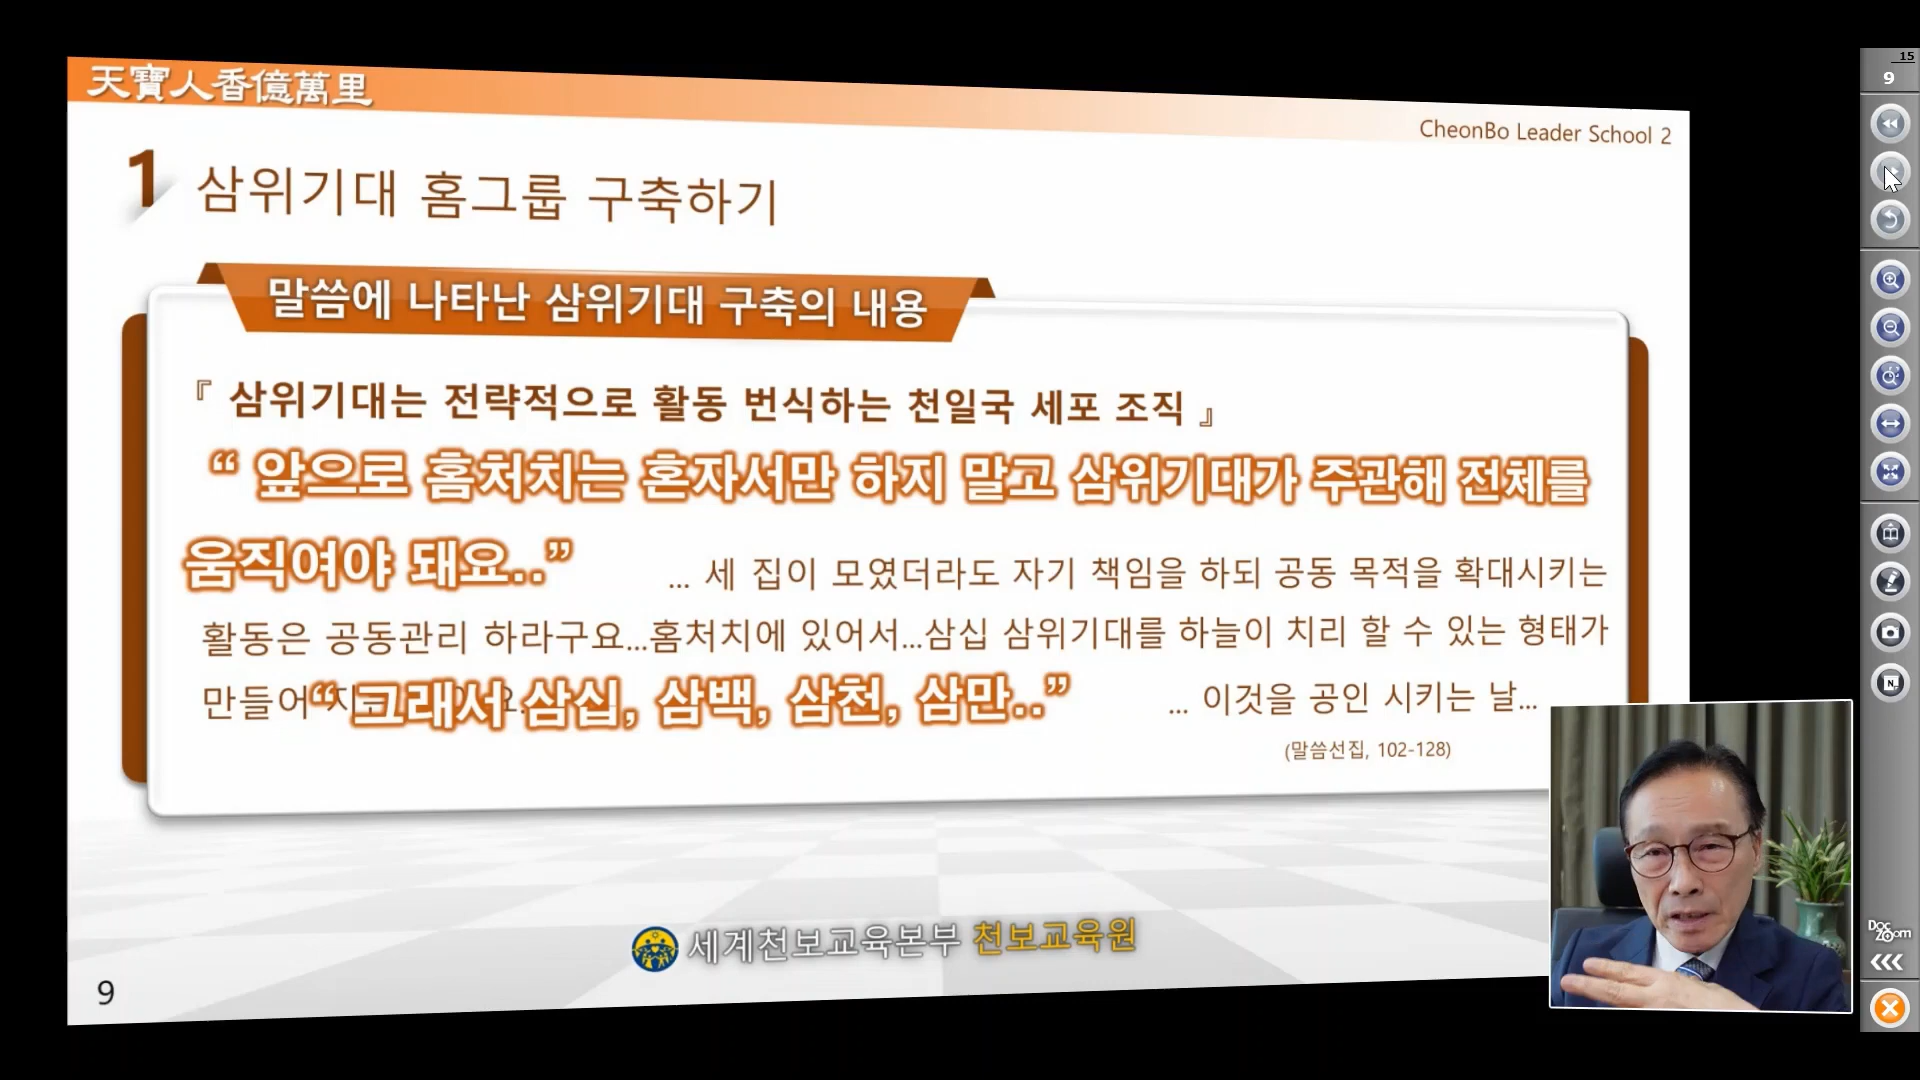 天寶人香億萬里
CheonBo Leader School 2
1 삼위기대 홈그룹 구축하기
말씀에 나타난 삼위기대 구축의 내용
『 삼위기대는 전략적으로 활동 번식하는 천일국 세포 조직 』
“ 앞으로 홈처치는 혼자서만 하지 말고 삼위기대가 주관해 전체를
움직여야 돼요..” ... 세 집이 모였더라도 자기 책임을 하되 공동 목적을 확대시키는
활동은 공동관리 하라구요...홈처치에 있어서...삼십 삼위기대를 하늘이 치리 할 수 있는 형태가
만들어 “ 그래서 삼십, 삼백, 삼천, 삼만..” ... 이것을 공인 시키는 날...
(말씀선집, 102-128)
세계천보교육본부 천보교육원
9
15
9
N
DocZoom